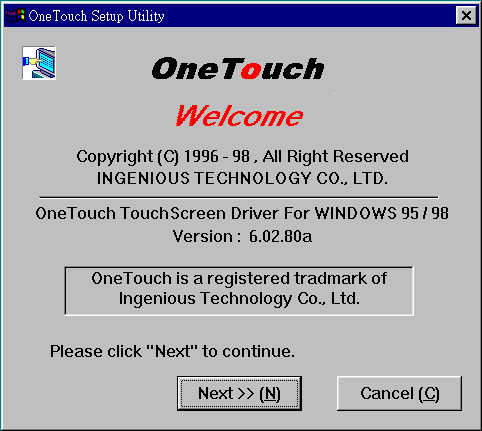 OneTouch Setup Utility
OneTouch
Welcome
Copyright (C) 1996 - 98 , All Right Reserved
INGENIOUS TECHNOLOGY CO., LTD.
OneTouch TouchScreen Driver For WINDOWS 95 / 98
Version : 6.02.80a
OneTouch is a registered tradmark of
Ingenious Technology Co., Ltd.
Please click "Next" to continue.
Next >> (N)
Cancel (C)